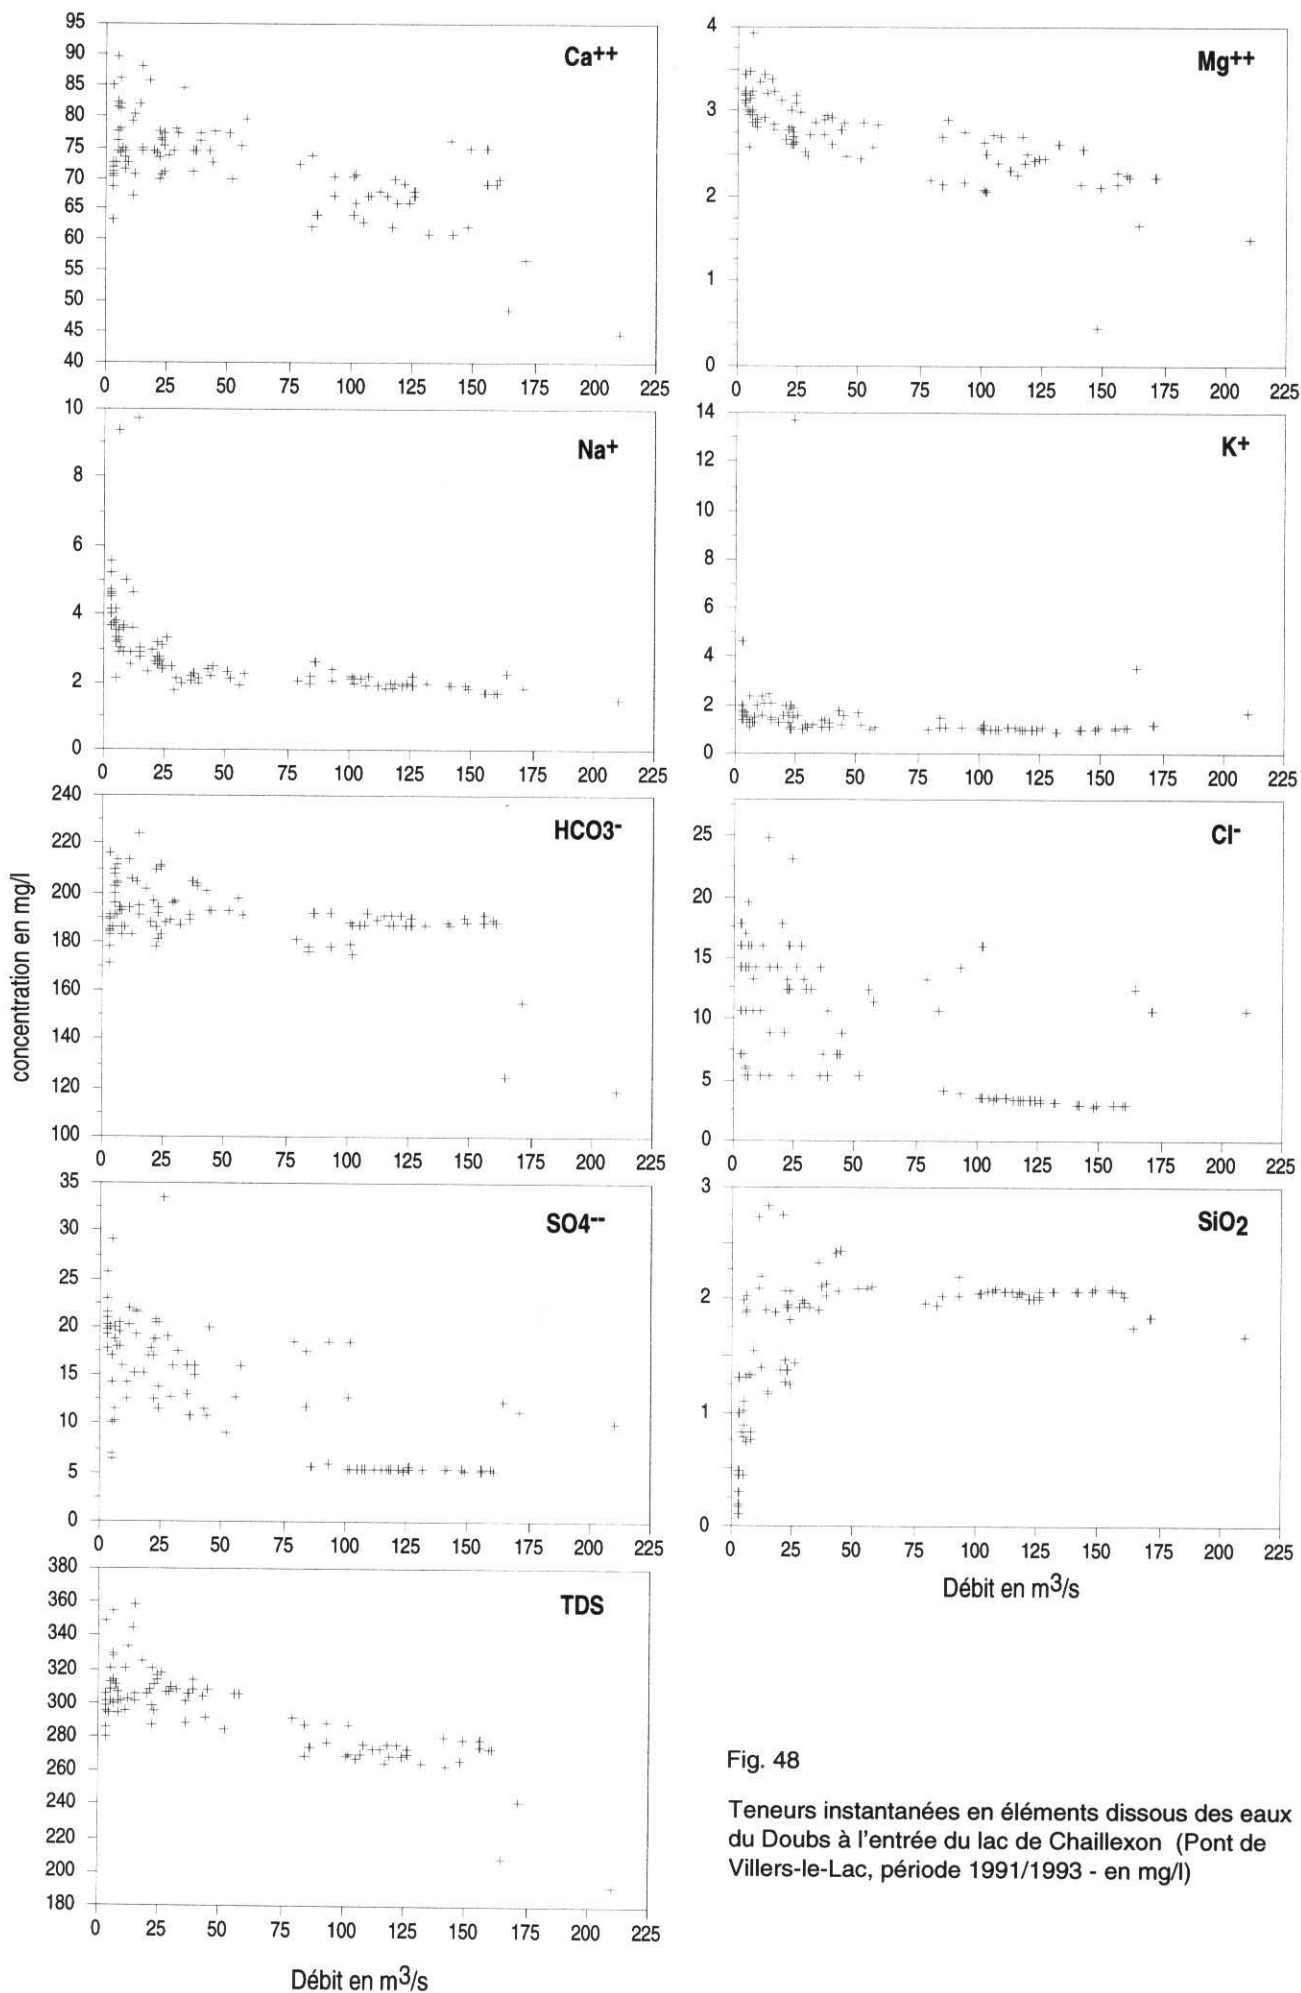 Ca++
95
90
85
80
75
70
65
60
55
50
45
40
0 25 50 75 100 125 150 175 200 225
Mg++
4
3
2
1
0
0 25 50 75 100 125 150 175 200 225
Na+
10
8
6
4
2
0
0 25 50 75 100 125 150 175 200 225
K+
14
12
10
8
6
4
2
0
0 25 50 75 100 125 150 175 200 225
concentration en mg/l
HCO3-
240
220
200
180
160
140
120
100
0 25 50 75 100 125 150 175 200 225
Cl-
25
20
15
10
5
0
0 25 50 75 100 125 150 175 200 225
SO4--
35
30
25
20
15
10
5
0
0 25 50 75 100 125 150 175 200 225
SiO2
3
2
1
0
0 25 50 75 100 125 150 175 200 225
Débit en m3/s
TDS
380
360
340
320
300
280
260
240
220
200
180
0 25 50 75 100 125 150 175 200 225
Débit en m3/s
Fig. 48
Teneurs instantanées en éléments dissous des eaux
du Doubs à l'entrée du lac de Chaillexon (Pont de
Villers-le-Lac, période 1991/1993 - en mg/l)